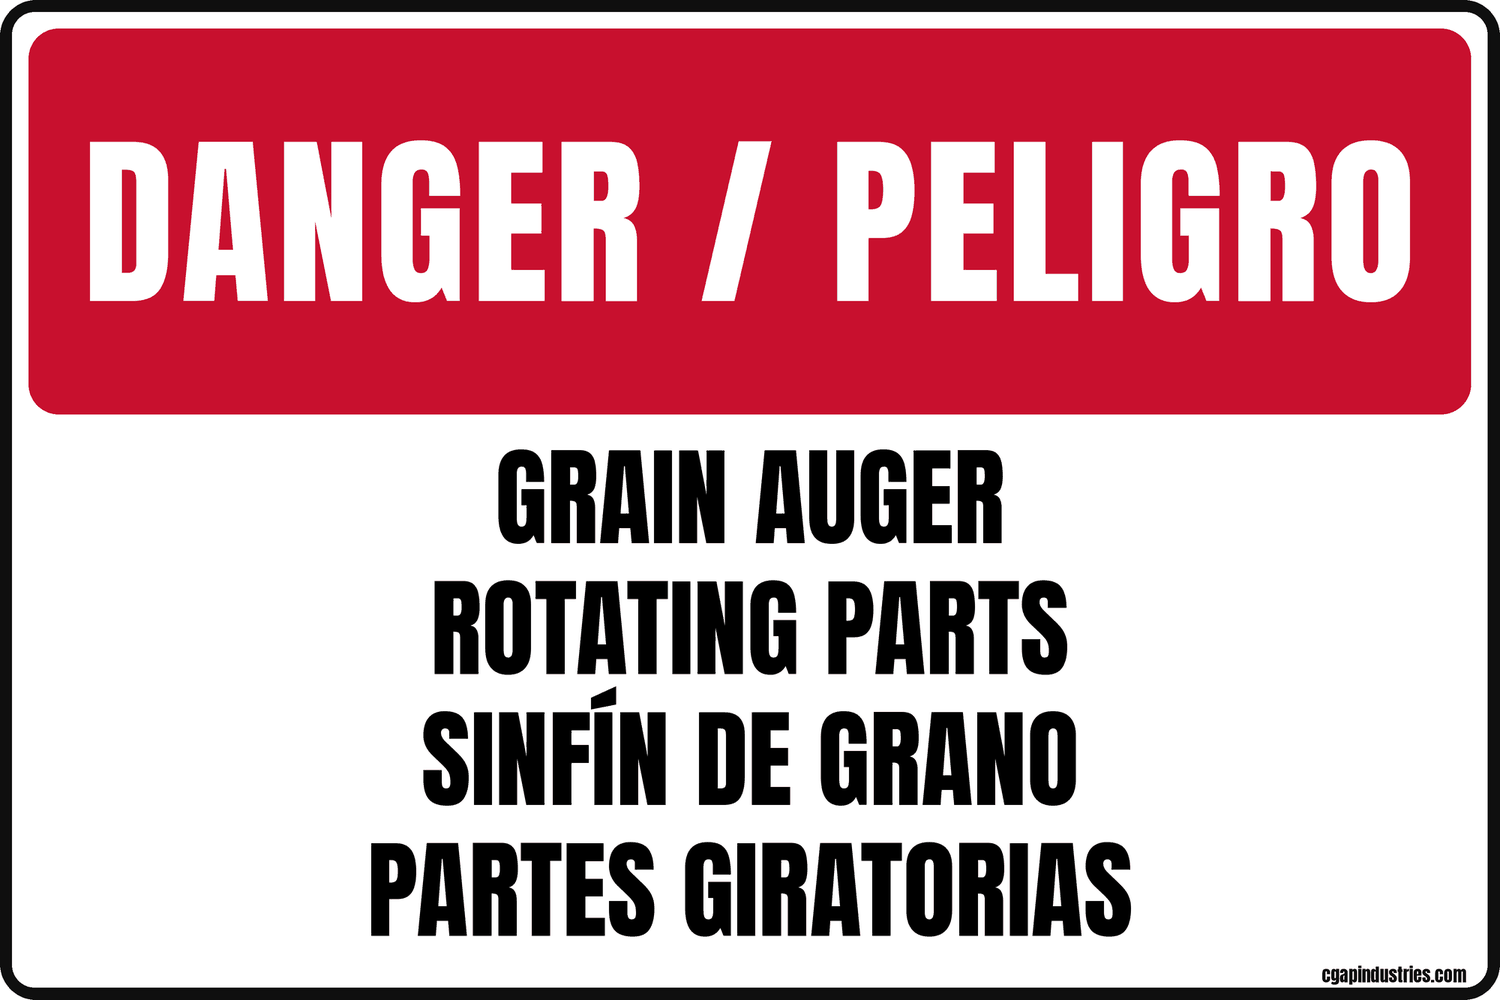 DANGER / PELIGRO
GRAIN AUGER
ROTATING PARTS
SINFÍN DE GRANO
PARTES GIRATORIAS
cgapindustries.com